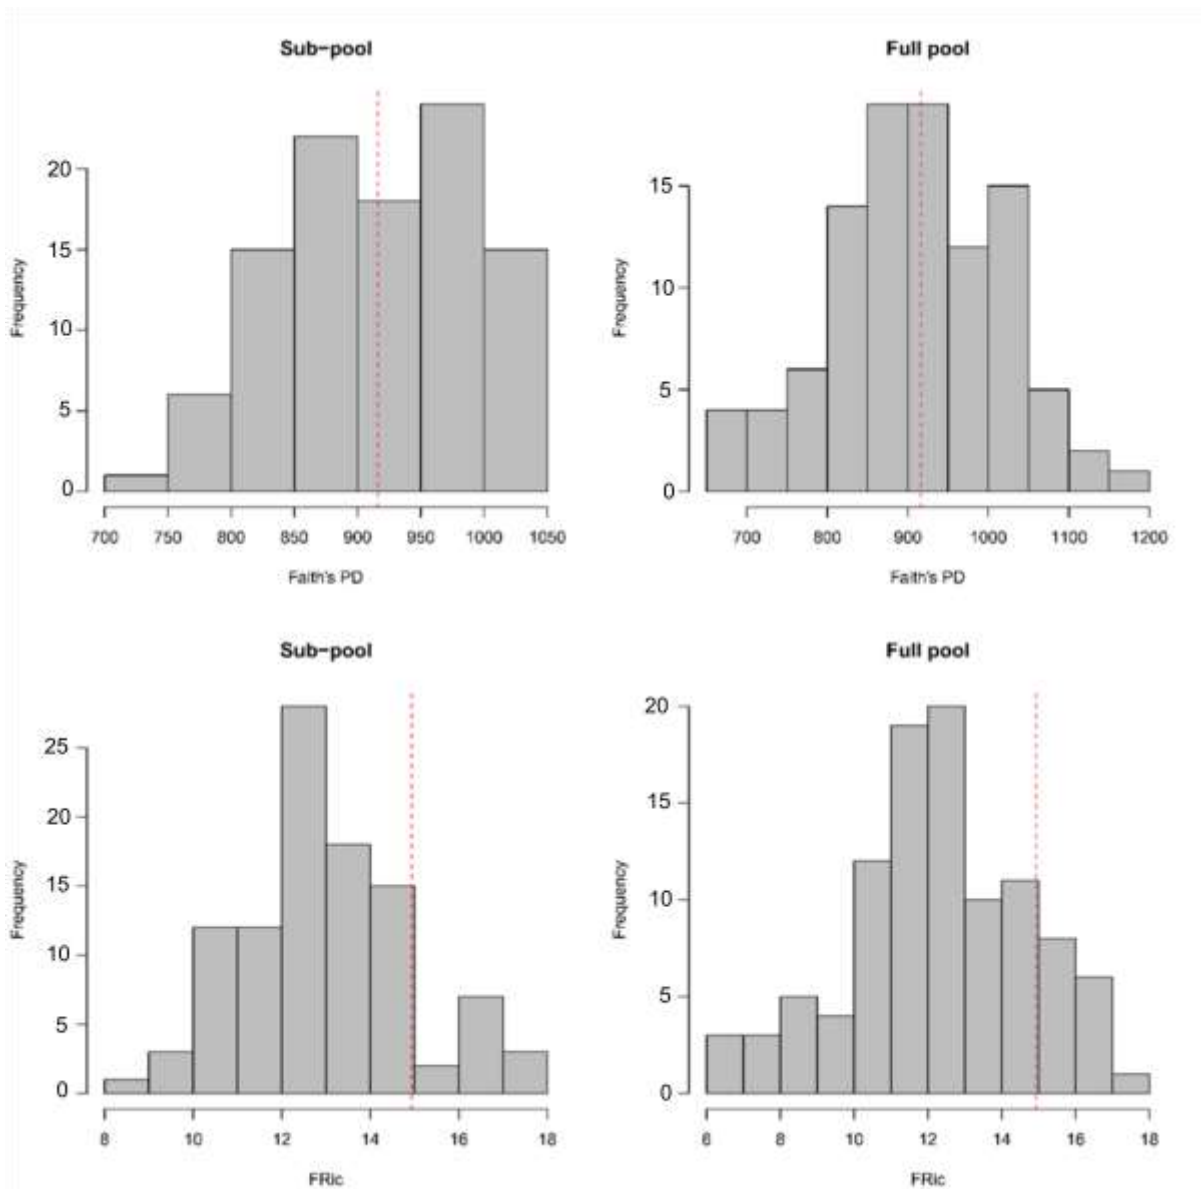 Sub-pool
Full pool
Frequency
20
15
10
5
0
700 750 800 850 900 950 1000 1050
Faith's PD
Frequency
15
10
5
0
700 800 900 1000 1100 1200
Faith's PD
Sub-pool
Full pool
Frequency
25
20
15
10
5
0
8 10 12 14 16 18
FRic
Frequency
20
15
10
5
0
6 8 10 12 14 16 18
FRic